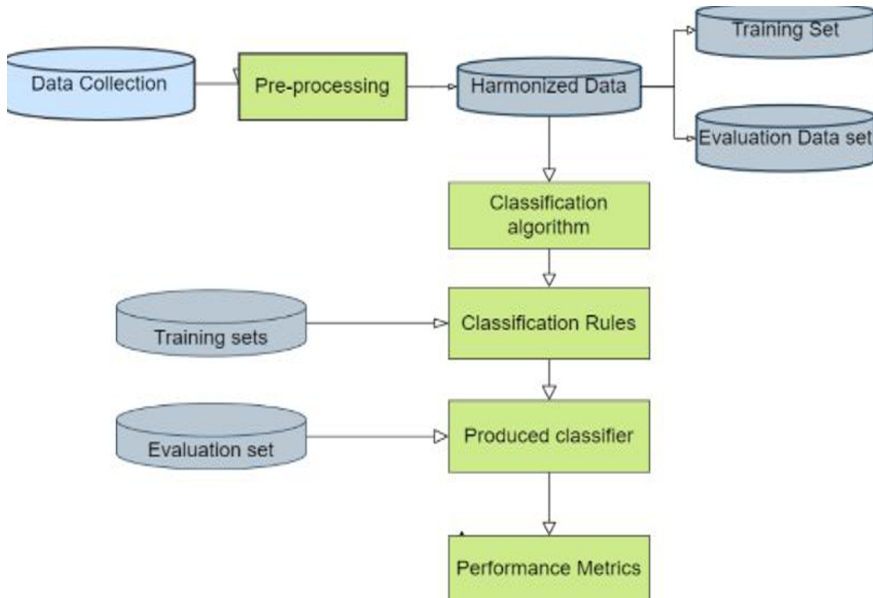 Training Set
Data Collection
Pre-processing
Harmonized Data
Evaluation Data set
Classification
algorithm
Training sets
Classification Rules
Evaluation set
Produced classifier
Performance Metrics